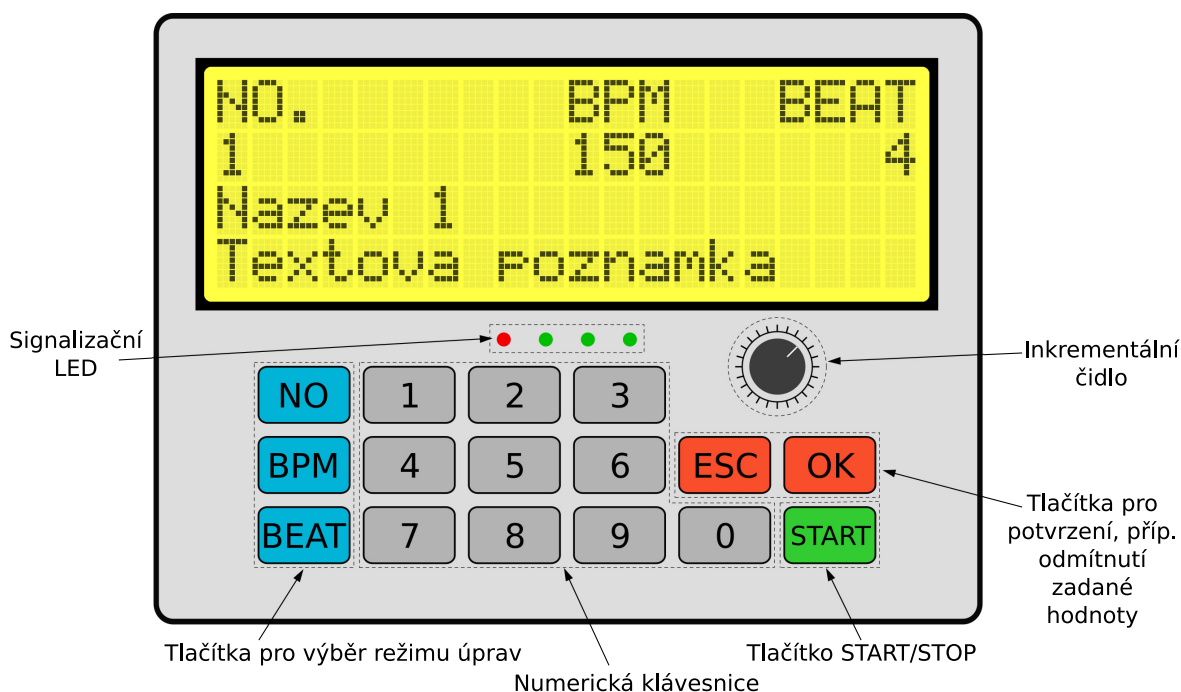 NO. BPM BEAT
1 150 4
Nazev 1
Textova poznamka
Signalizační
LED
Inkrementální
čidlo
NO 1 2 3
BPM 4 5 6 ESC OK
BEAT 7 8 9 0 START
Tlačítka pro
potvrzení, příp.
odmítnutí
zadané
hodnoty
Tlačítka pro výběr režimu úprav
Tlačítko START/STOP
Numerická klávesnice